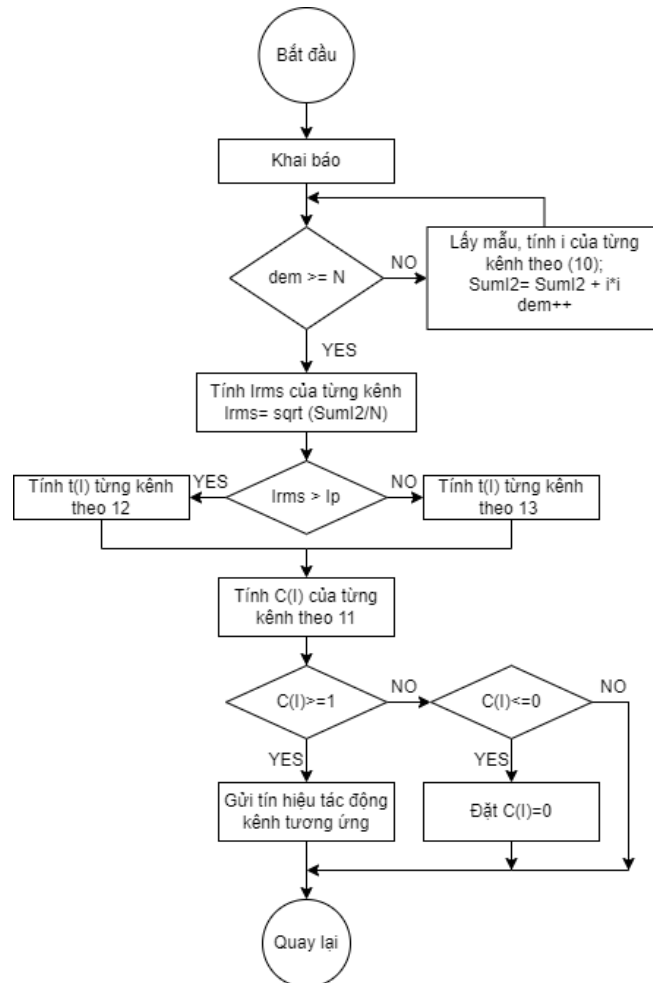 Bắt đầu
Khai báo
dem >= N
NO
Lấy mẫu, tính i của từng
kênh theo (10);
SumI2= SumI2 + i*i
dem++
YES
Tính Irms của từng kênh
Irms= sqrt (SumI2/N)
Tính t(I) từng kênh
theo 12
YES
Irms > Ip
NO
Tính t(I) từng kênh
theo 13
Tính C(I) của từng
kênh theo 11
C(I)>=1
NO
C(I)<=0
NO
YES
YES
Gửi tín hiệu tác động
kênh tương ứng
Đặt C(I)=0
Quay lại